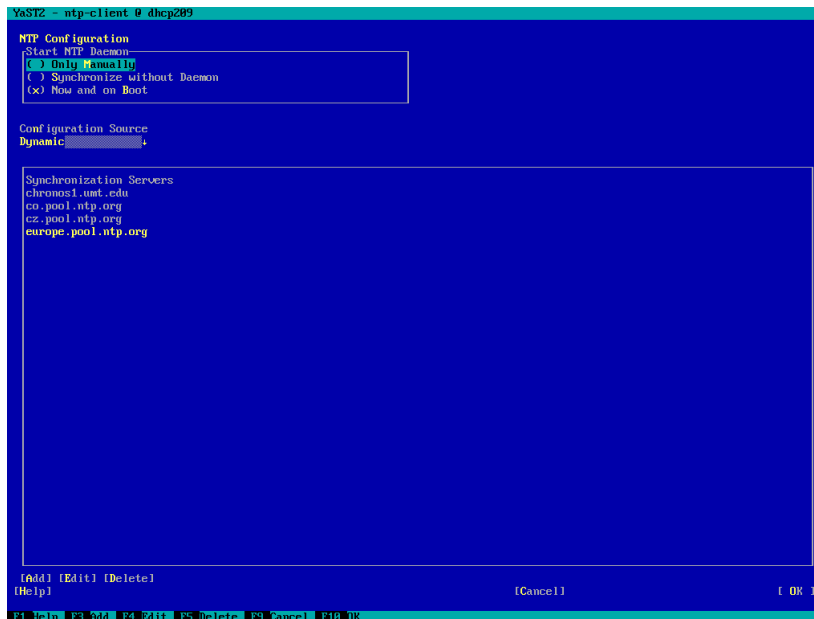 YaST2 - ntp-client @ dhcp209
NTP Configuration
Start NTP Daemon
( ) Only Manually
( ) Synchronize without Daemon
(x) Now and on Boot
Configuration Source
Dynamic▒▒▒▒▒▒▒▒▒▒▒▒↓
Synchronization Servers
chronos1.umt.edu
co.pool.ntp.org
cz.pool.ntp.org
europe.pool.ntp.org
[Add] [Edit] [Delete]
[Help] [Cancel] [ OK ]
F1 Help F3 Add F4 Edit F5 Delete F9 Cancel F10 OK